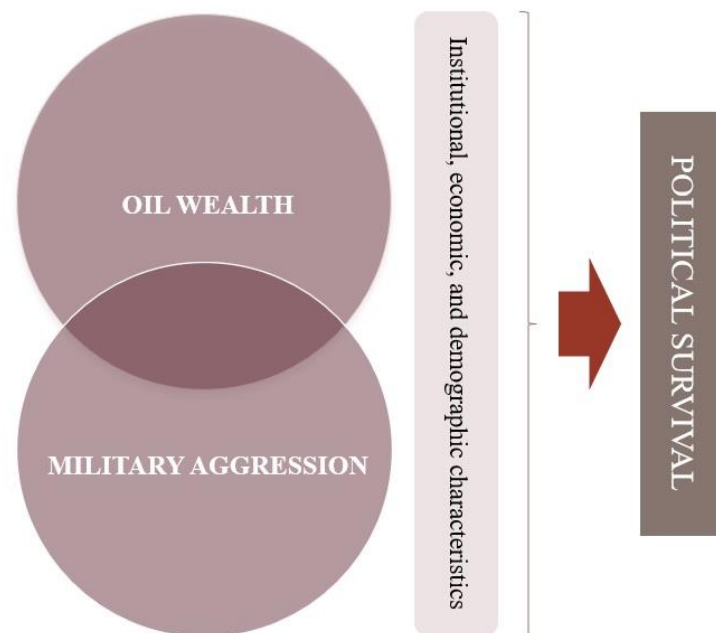 OIL WEALTH
MILITARY AGGRESSION
Institutional, economic, and demographic characteristics
POLITICAL SURVIVAL